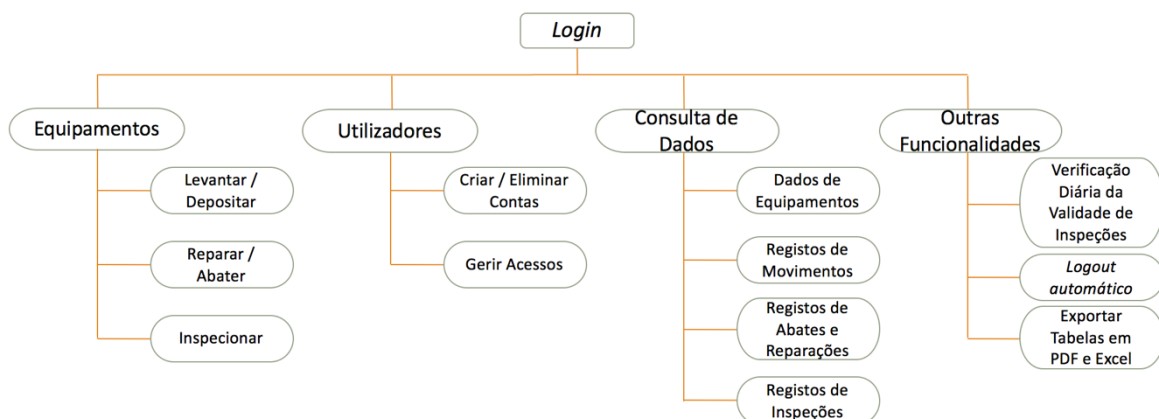 Login
Equipamentos
Levantar /
Depositar
Reparar /
Abater
Inspecionar
Utilizadores
Criar / Eliminar
Contas
Gerir Acessos
Consulta de
Dados
Dados de
Equipamentos
Registos de
Movimentos
Registos de
Abates e
Reparações
Registos de
Inspeções
Outras
Funcionalidades
Verificação
Diária da
Validade de
Inspeções
Logout
automático
Exportar
Tabelas em
PDF e Excel